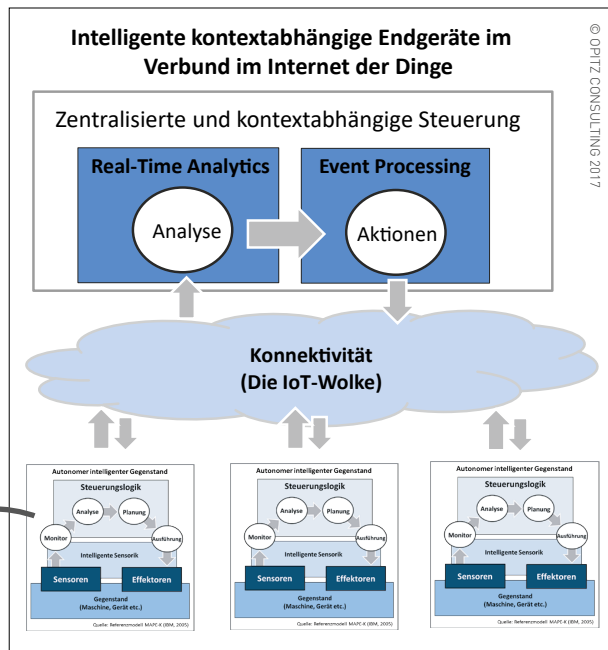 Intelligente kontextabhängige Endgeräte im
Verbund im Internet der Dinge
© OPITZ CONSULTING 2017
Zentralisierte und kontextabhängige Steuerung
Real-Time Analytics
Event Processing
Analyse
Aktionen
Konnektivität
(Die IoT-Wolke)
Autonomer intelligenter Gegenstand
Steuerungslogik
Analyse
Planung
Monitor
Ausführung
Intelligente Sensorik
Sensoren
Effektoren
Gegenstand
(Maschine, Gerät etc.)
Quelle: Referenzmodell MAPE-K (IBM, 2005)
Autonomer intelligenter Gegenstand
Steuerungslogik
Analyse
Planung
Monitor
Ausführung
Intelligente Sensorik
Sensoren
Effektoren
Gegenstand
(Maschine, Gerät etc.)
Quelle: Referenzmodell MAPE-K (IBM, 2005)
Autonomer intelligenter Gegenstand
Steuerungslogik
Analyse
Planung
Monitor
Ausführung
Intelligente Sensorik
Sensoren
Effektoren
Gegenstand
(Maschine, Gerät etc.)
Quelle: Referenzmodell MAPE-K (IBM, 2005)